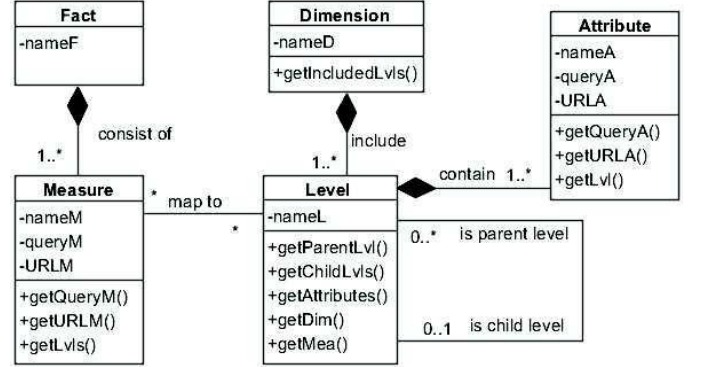 Fact
-nameF
Dimension
-nameD
+getIncludedLvls()
Attribute
-nameA
-queryA
-URLA
+getQueryA()
+getURLA()
+getLvl()
consist of
1..*
include
1..*
contain 1..*
Measure
-nameM
-queryM
-URLM
+getQueryM()
+getURLM()
+getLvls()
* map to
*
Level
-nameL
+getParentLvl()
+getChildLvls()
+getAttributes()
+getDim()
+getMea()
0..* is parent level
0..1 is child level